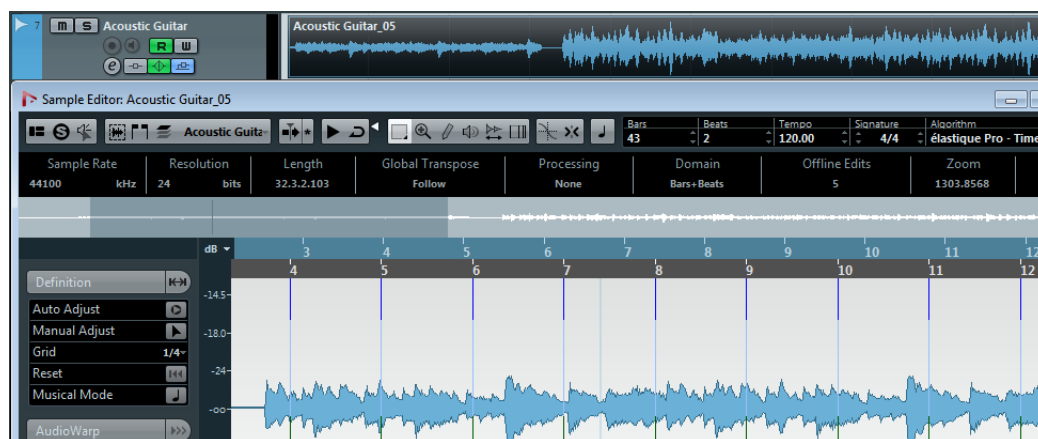 7 m S Acoustic Guitar
R W
e
Acoustic Guitar_05
Sample Editor: Acoustic Guitar_05
S Acoustic Guita
Bars Beats Tempo Signature Algorithm
43 2 120.00 4/4 élastique Pro - Time
Sample Rate Resolution Length Global Transpose Processing Domain Offline Edits Zoom
44100 kHz 24 bits 32.3.2.103 Follow None Bars+Beats 5 1303.8568
dB 3 4 5 6 7 8 9 10 11 12
4 5 6 7 8 9 10 11 12
Definition
-14.5-
Auto Adjust
Manual Adjust
-18.0-
Grid 1/4
Reset
-24-
Musical Mode
-∞-
AudioWarp